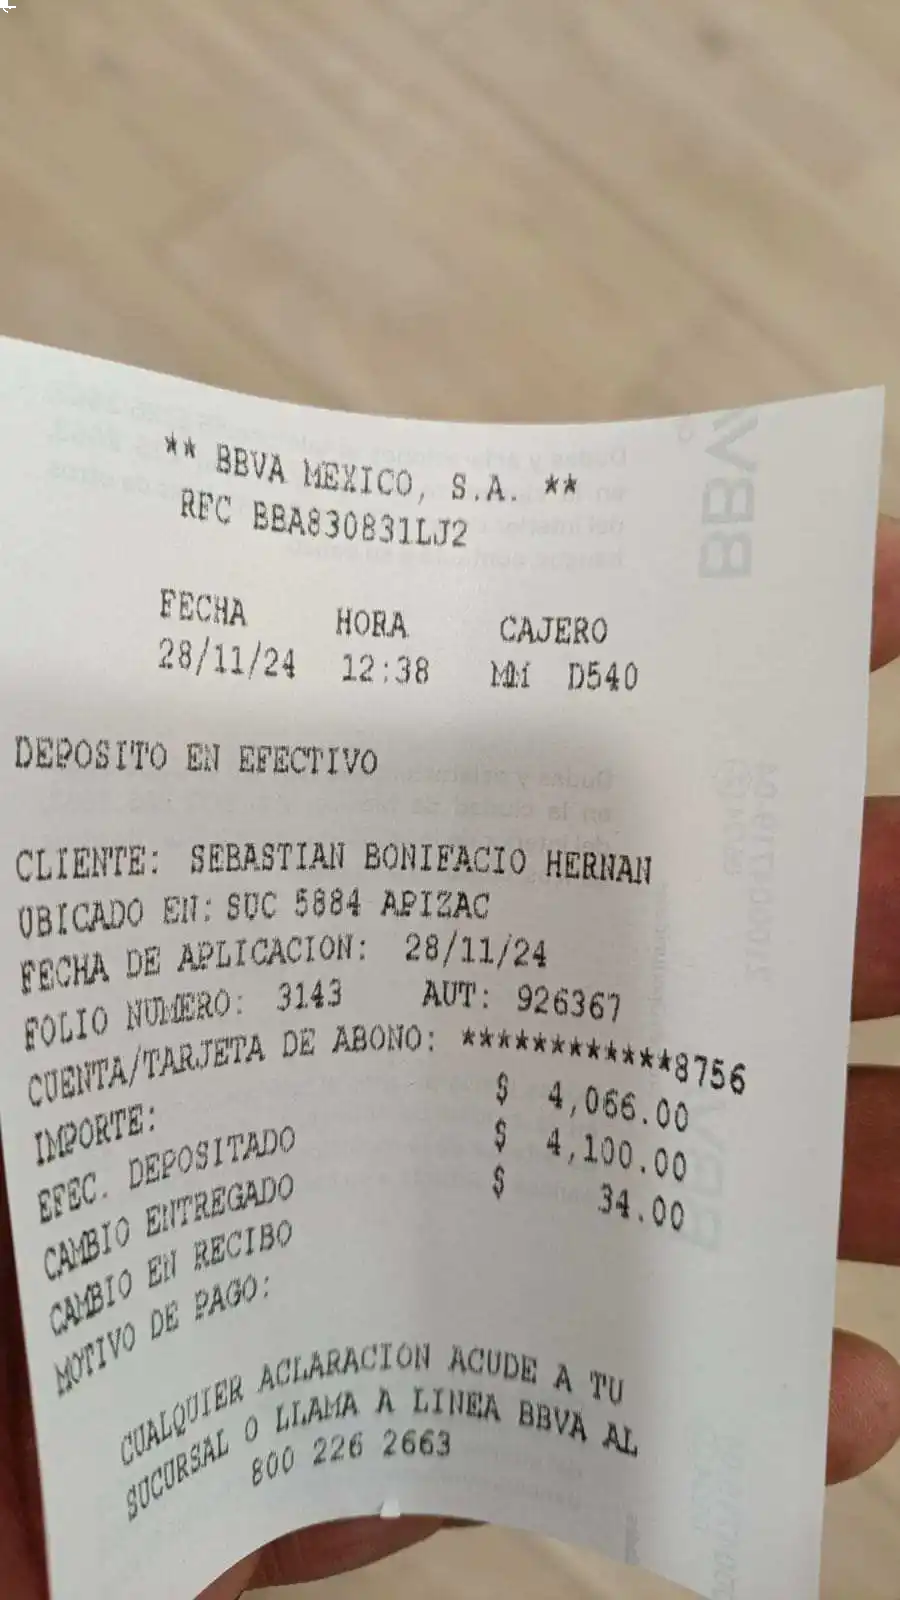 ** BBVA MEXICO, S.A. **
RFC BBA830831LJ2
FECHA HORA CAJERO
28/11/24 12:38 MM D540
DEPOSITO EN EFECTIVO
CLIENTE: SEBASTIAN BONIFACIO HERNAN
UBICADO EN: SUC 5884 APIZAC
FECHA DE APLICACION: 28/11/24
FOLIO NUMERO: 3143 AUT: 926367
CUENTA/TARJETA DE ABONO: ************8756
IMPORTE: $ 4,066.00
EFEC. DEPOSITADO $ 4,100.00
CAMBIO ENTREGADO $ 34.00
CAMBIO EN RECIBO
MOTIVO DE PAGO:
CUALQUIER ACLARACION ACUDE A TU
SUCURSAL O LLAMA A LINEA BBVA AL
800 226 2663